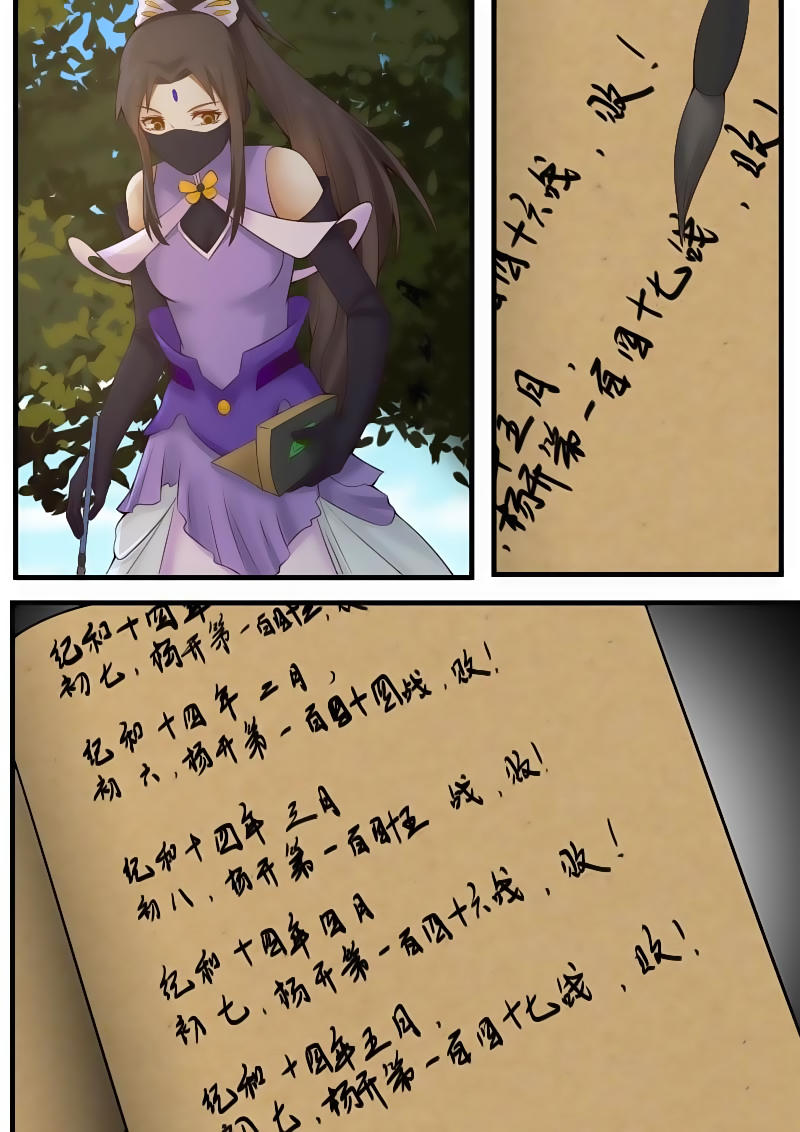 四十六战，败！
十五月，
，杨开第一百四十七战，败！
纪和十四年
初七，杨开第一百四十三，败
纪和十四年二月，
初六，杨开第一百四十四战，败！
纪和十四年三月
初八，杨开第一百四十五战，败！
纪和十四年四月
初七，杨开第一百四十六战，败！
纪和十四年五月，
初七，杨开第一百四十七战，败！